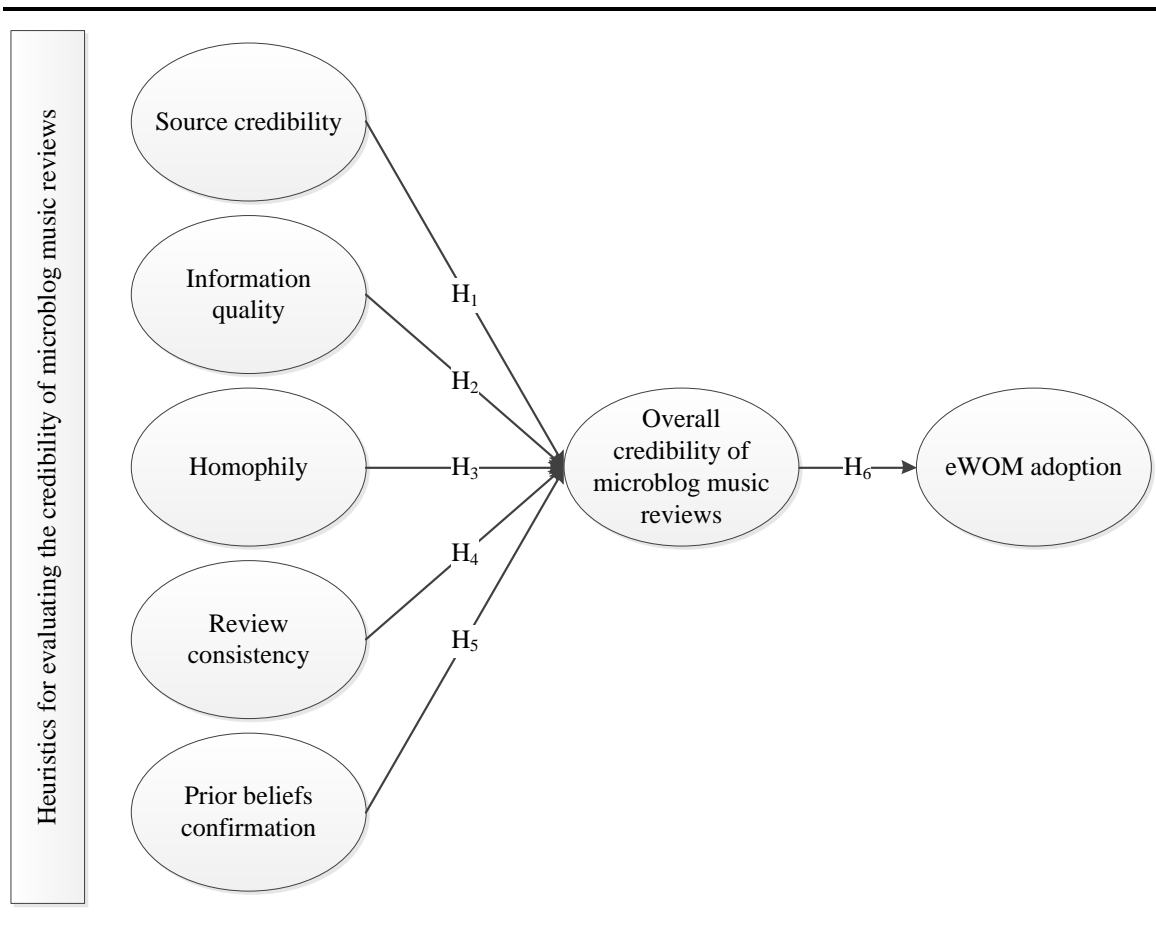 Heuristics for evaluating the credibility of microblog music reviews
Source credibility
H₁
Information
quality
H₂
Homophily
H₃
Overall
credibility of
microblog music
reviews
H₆
eWOM adoption
H₄
Review
consistency
H₅
Prior beliefs
confirmation